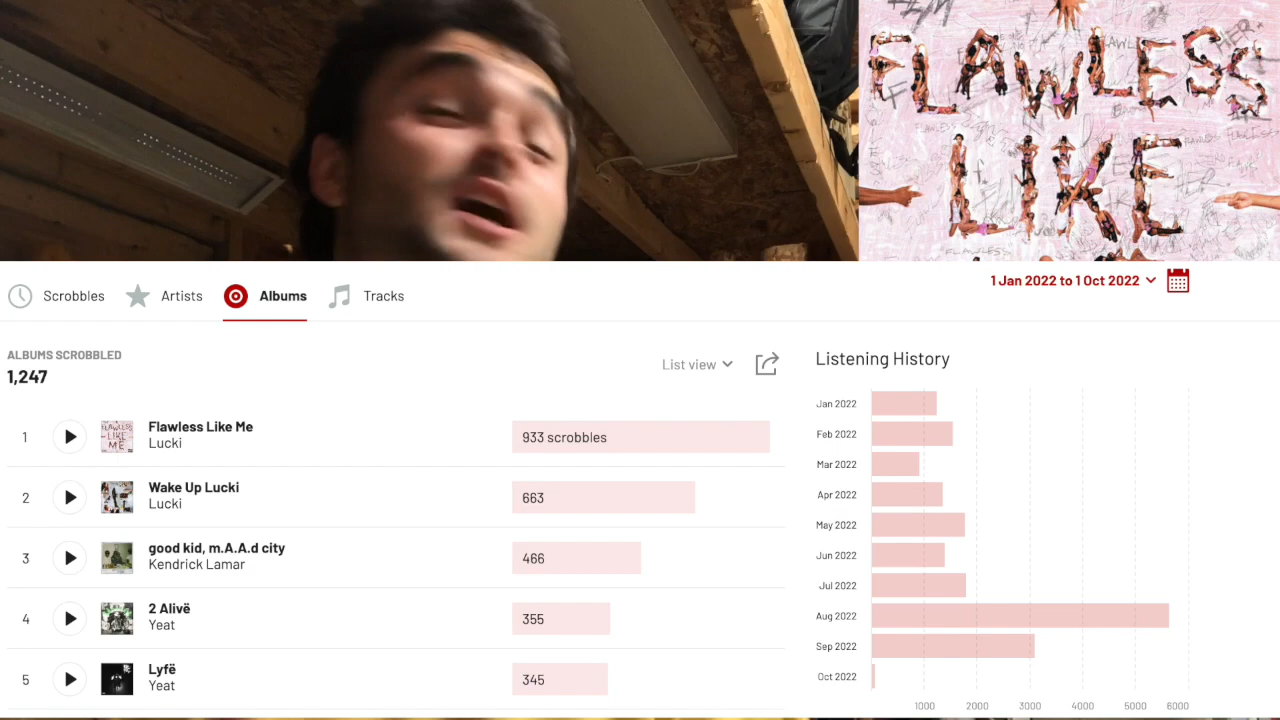 FLAWLESS
LIKE
1 Jan 2022 to 1 Oct 2022
Scrobbles
Artists
Albums
Tracks
ALBUMS SCROBBLED
1,247
List view
Listening History
1
Flawless Like Me
Lucki
933 scrobbles
2
Wake Up Lucki
Lucki
663
3
good kid, m.A.A.d city
Kendrick Lamar
466
4
2 Alivë
Yeat
355
5
Lyfë
Yeat
345
Jan 2022
Feb 2022
Mar 2022
Apr 2022
May 2022
Jun 2022
Jul 2022
Aug 2022
Sep 2022
Oct 2022
1000 2000 3000 4000 5000 6000